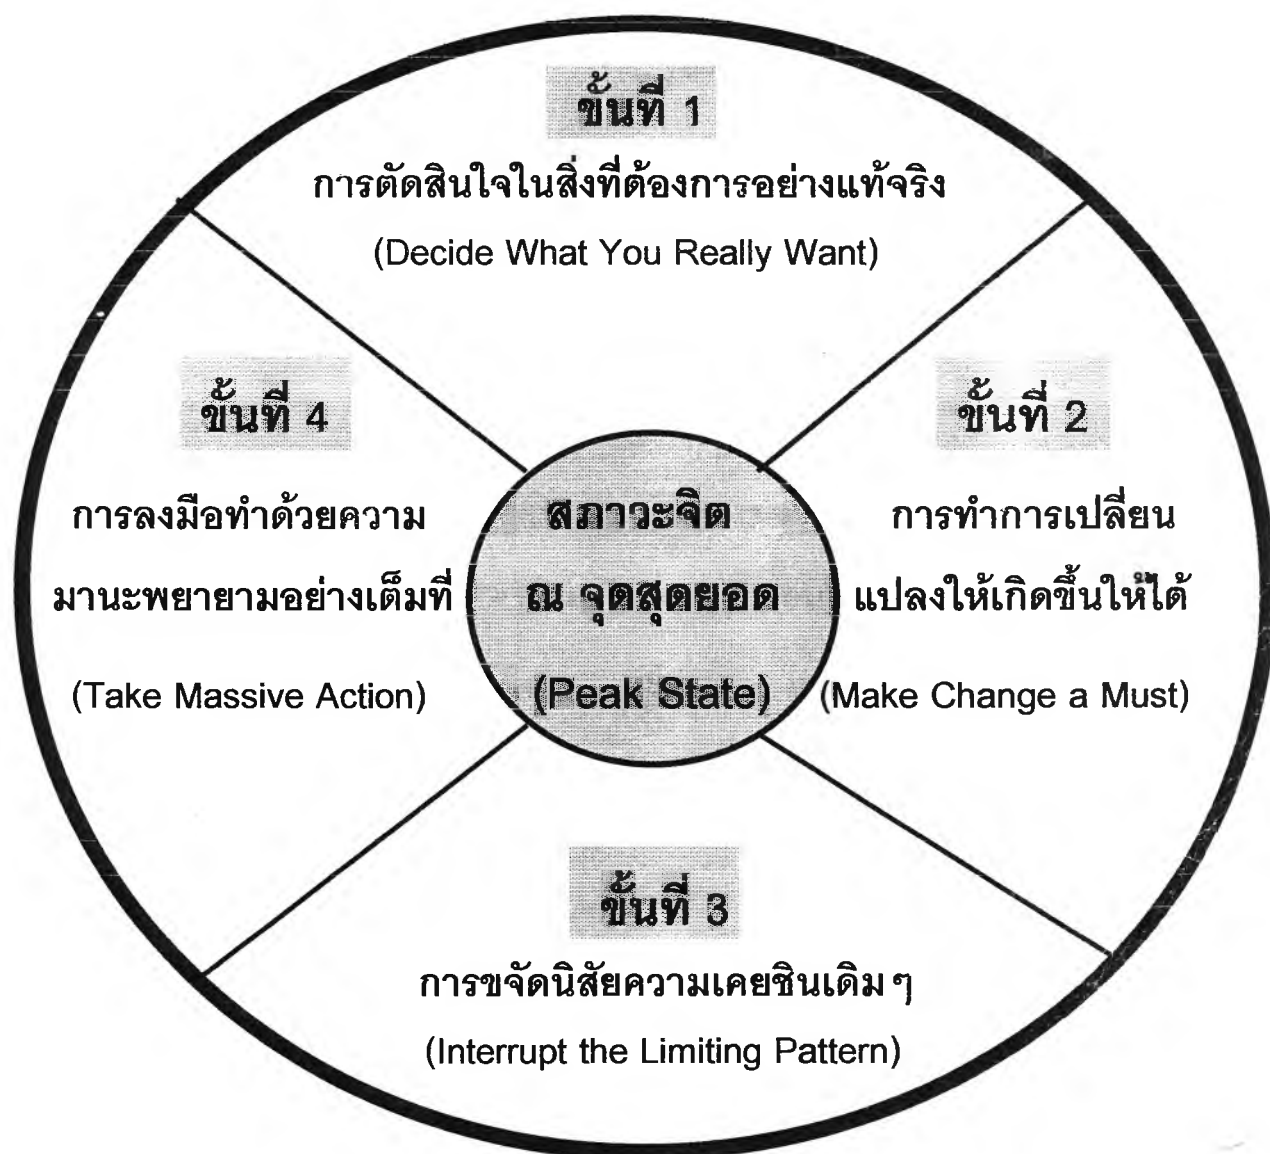 ขั้นที่ 1
การตัดสินใจในสิ่งที่ต้องการอย่างแท้จริง
(Decide What You Really Want)
ขั้นที่ 2
การทำการเปลี่ยน
แปลงให้เกิดขึ้นให้ได้
(Make Change a Must)
ขั้นที่ 3
การขจัดนิสัยความเคยชินเดิมๆ
(Interrupt the Limiting Pattern)
ขั้นที่ 4
การลงมือทำด้วยความ
มานะพยายามอย่างเต็มที่
(Take Massive Action)
สภาวะจิต
ณ จุดสุดยอด
(Peak State)